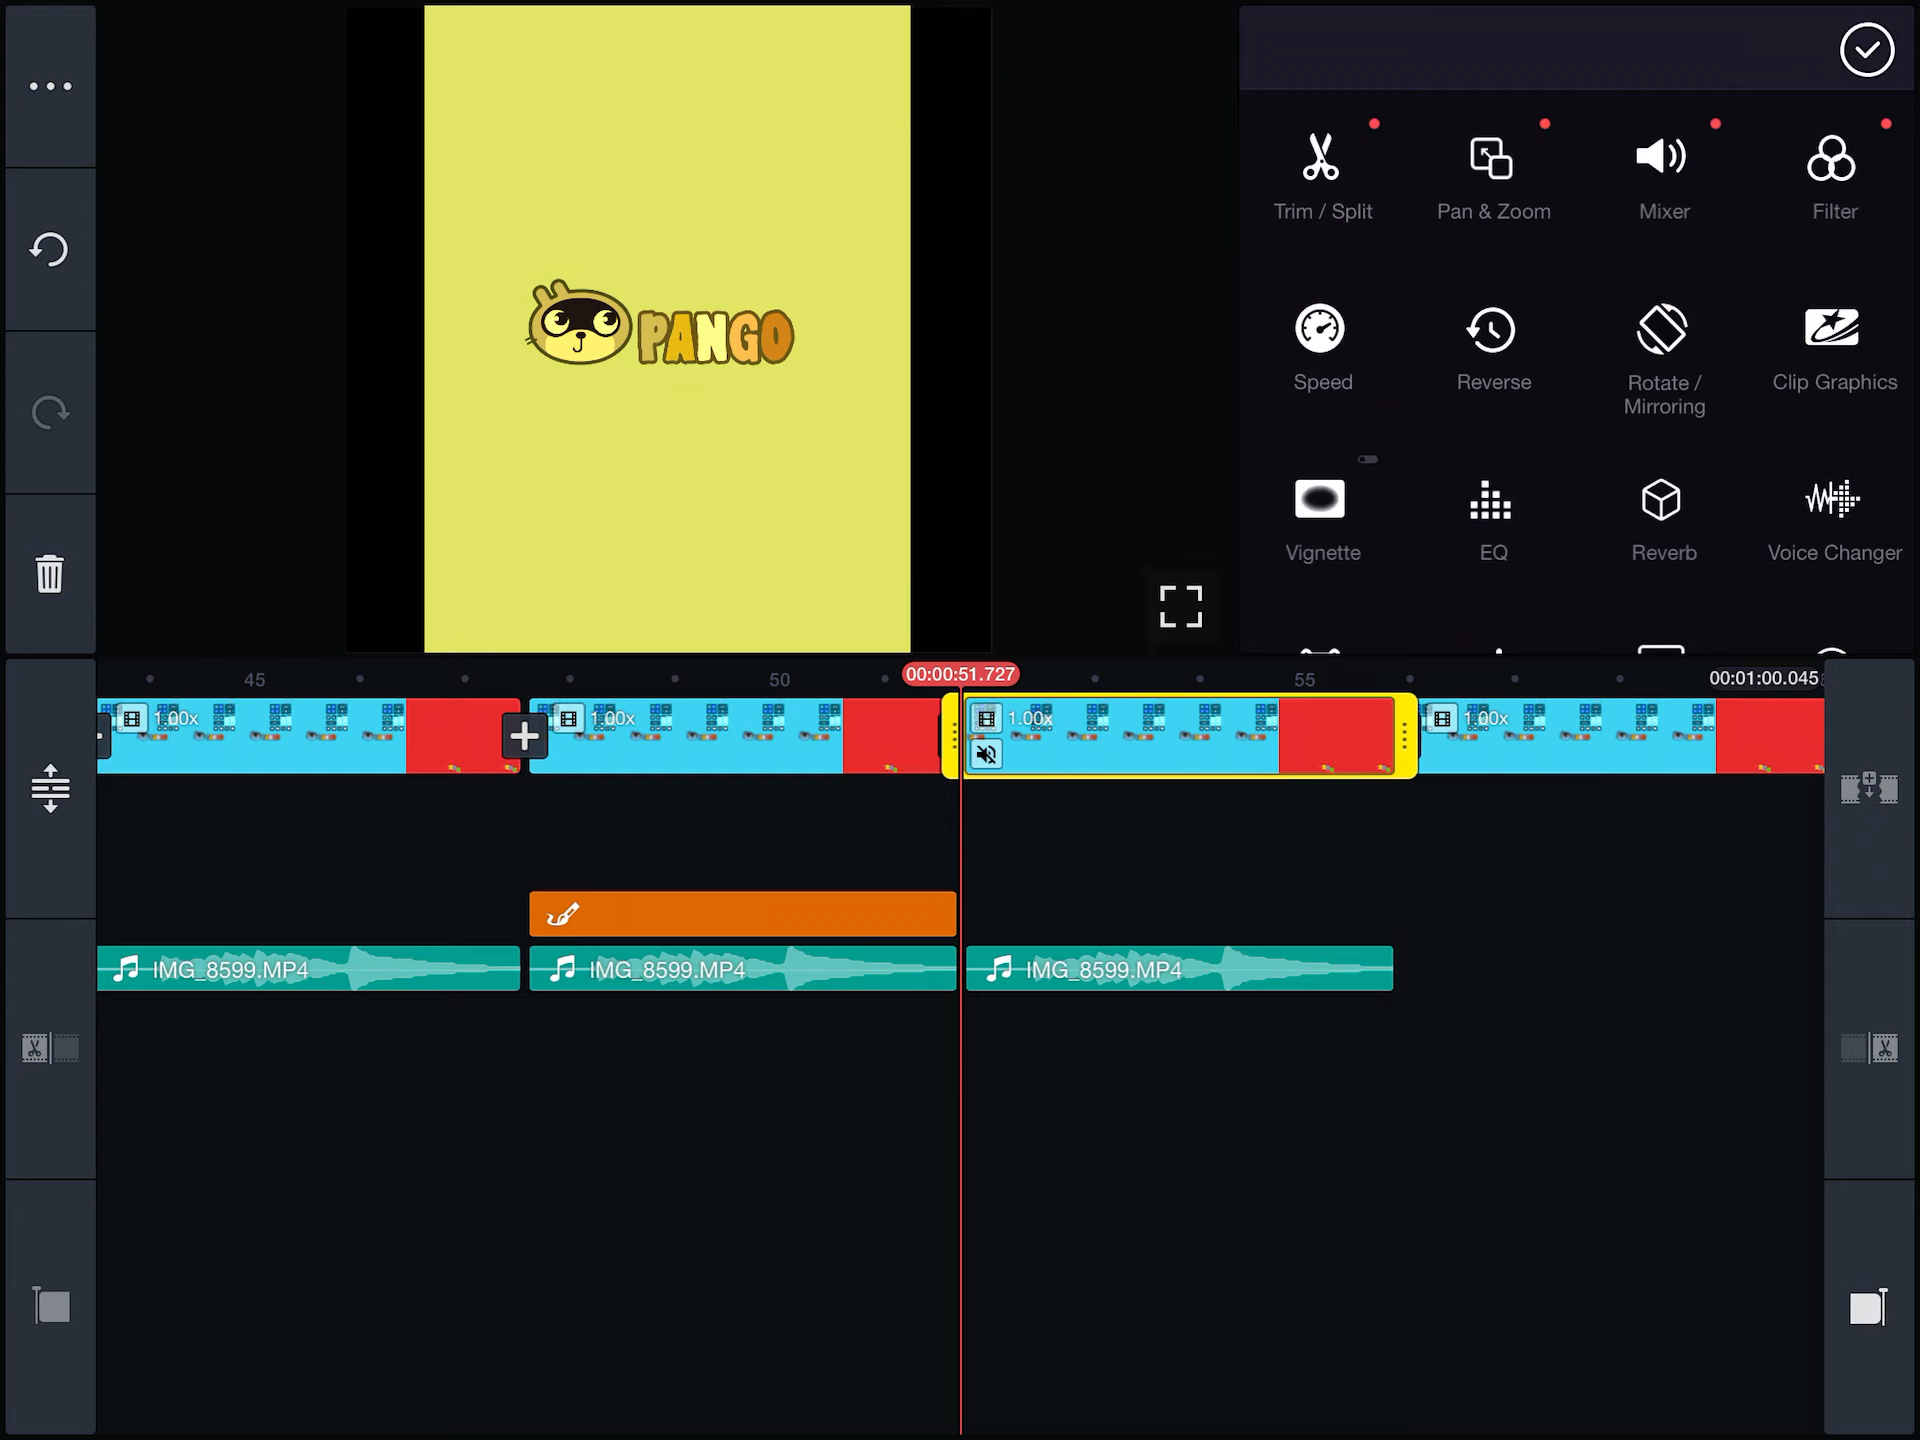 PANGO
Trim / Split
Pan & Zoom
Mixer
Filter
Speed
Reverse
Rotate /
Mirroring
Clip Graphics
Vignette
EQ
Reverb
Voice Changer
45
50
00:00:51.727
55
00:01:00.045
1.00x
1.00x
1.00x
1.00x
IMG_8599.MP4
IMG_8599.MP4
IMG_8599.MP4